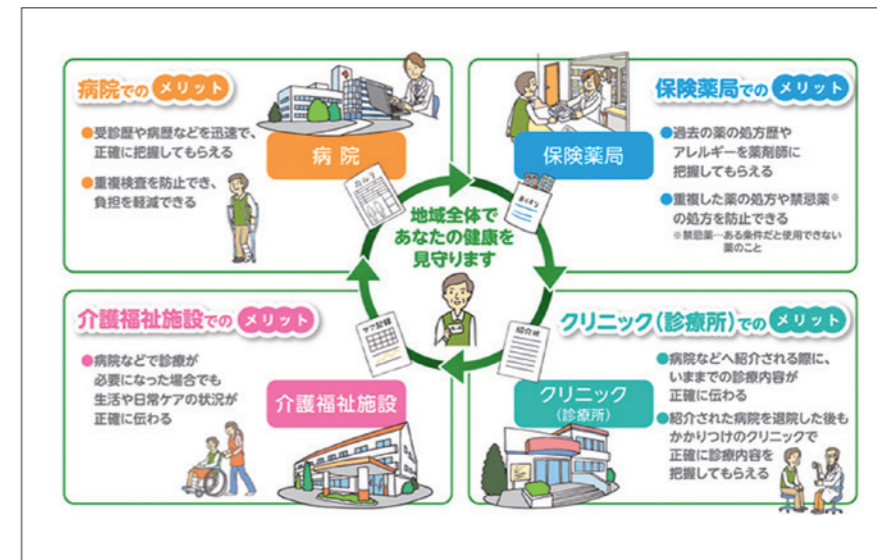 病院でのメリット
●受診歴や病歴などを迅速で、
正確に把握してもらえる
●重複検査を防止でき、
負担を軽減できる
病院
カルテ
保険薬局でのメリット
●過去の薬の処方歴や
アレルギーを薬剤師に
把握してもらえる
●重複した薬の処方や禁忌薬※
の処方を防止できる
※禁忌薬…ある条件だと使用できない
薬のこと
保険薬局
おくすり
地域全体で
あなたの健康を
見守ります
介護福祉施設でのメリット
●病院などで診療が
必要になった場合でも
生活や日常ケアの状況が
正確に伝わる
介護福祉施設
ケア記録
クリニック(診療所)でのメリット
●病院などへ紹介される際に、
いままでの診療内容が
正確に伝わる
●紹介された病院を退院した後も
かかりつけのクリニックで
正確に診療内容を
把握してもらえる
クリニック
(診療所)
紹介状